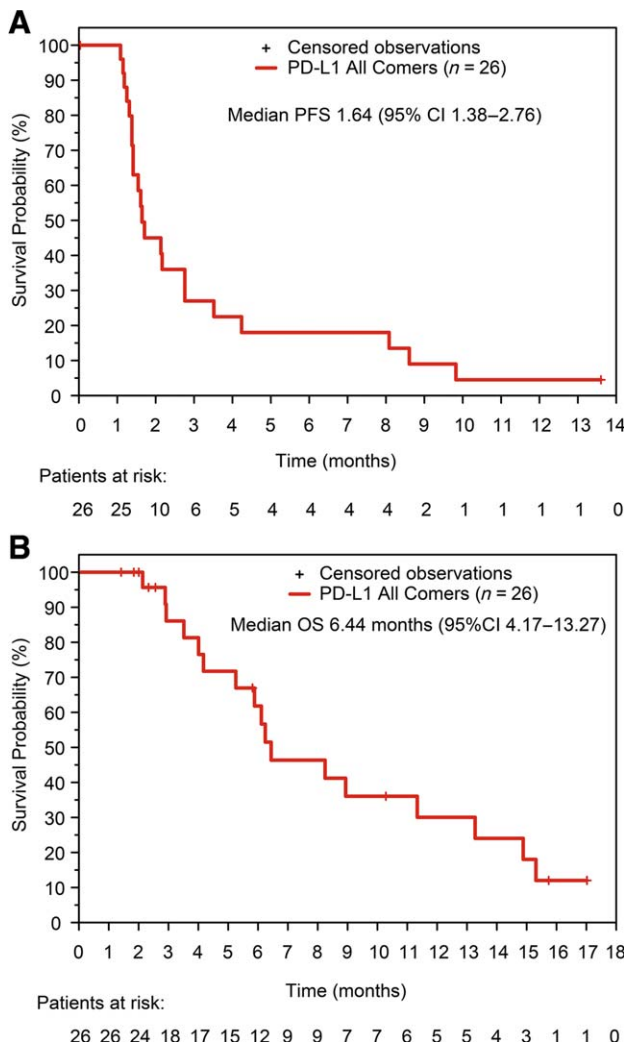 A
+ Censored observations
PD-L1 All Comers (n = 26)
Median PFS 1.64 (95% CI 1.38–2.76)
Survival Probability (%)
100
90
80
70
60
50
40
30
20
10
0
0 1 2 3 4 5 6 7 8 9 10 11 12 13 14
Time (months)
Patients at risk:
26 25 10 6 5 4 4 4 4 2 1 1 1 1 0
B
+ Censored observations
PD-L1 All Comers (n = 26)
Median OS 6.44 months (95%CI 4.17–13.27)
Survival Probability (%)
100
90
80
70
60
50
40
30
20
10
0
0 1 2 3 4 5 6 7 8 9 10 11 12 13 14 15 16 17 18
Time (months)
Patients at risk:
26 26 24 18 17 15 12 9 9 7 7 6 5 5 4 3 1 1 0